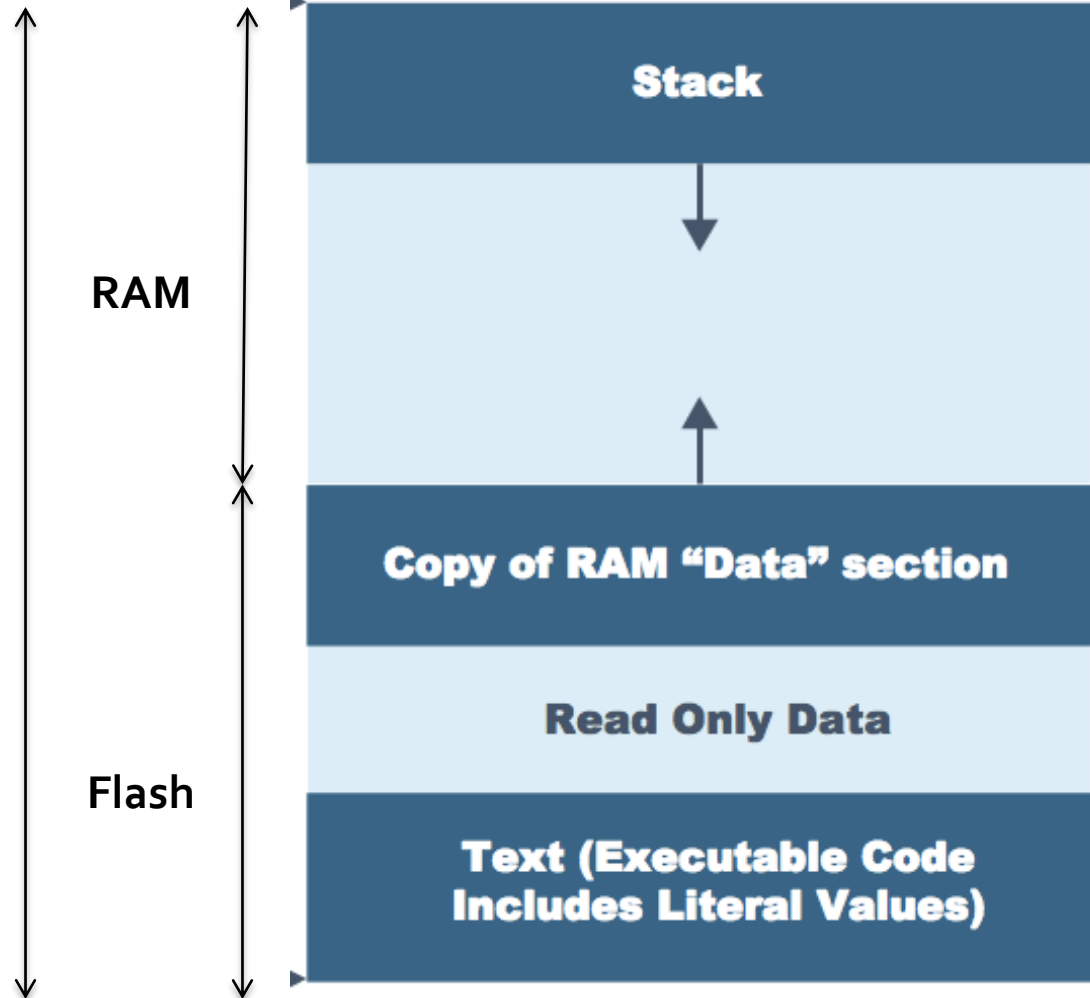 Stack
RAM
Copy of RAM “Data” section
Read Only Data
Flash
Text (Executable Code
Includes Literal Values)